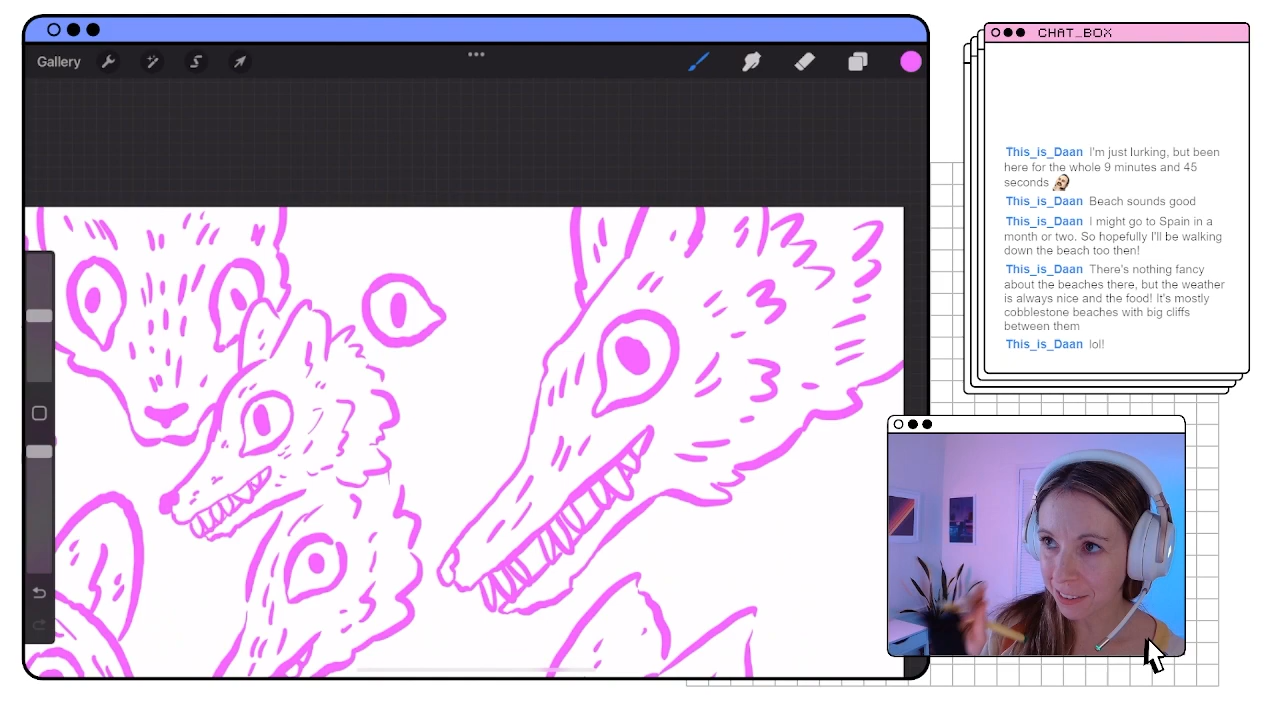 Gallery
CHAT_BOX
This_is_Daan I'm just lurking, but been
here for the whole 9 minutes and 45
seconds
This_is_Daan Beach sounds good
This_is_Daan I might go to Spain in a
month or two. So hopefully I'll be walking
down the beach too then!
This_is_Daan There's nothing fancy
about the beaches there, but the weather
is always nice and the food! It's mostly
cobblestone beaches with big cliffs
between them
This_is_Daan lol!